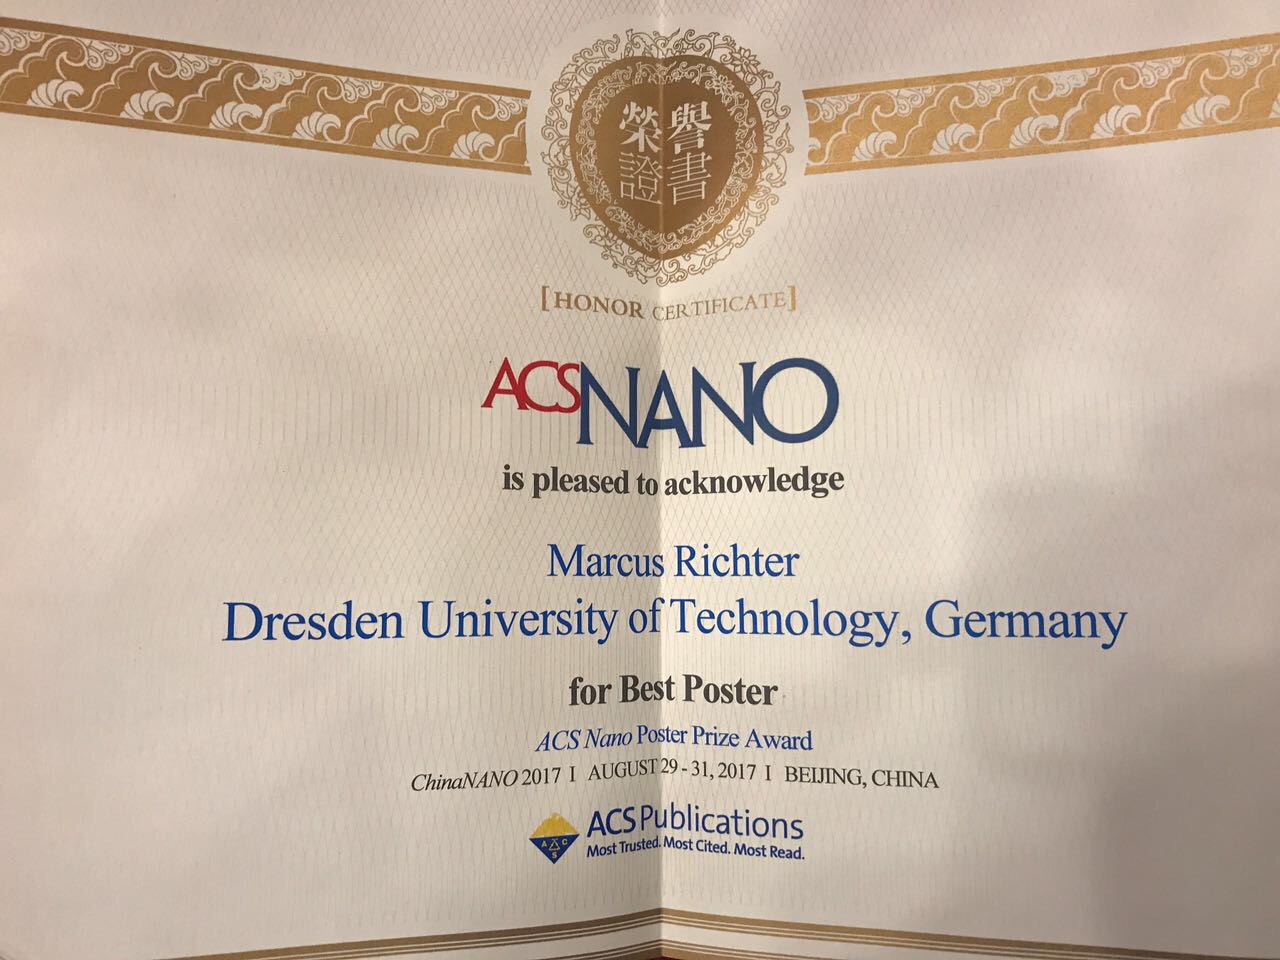 榮譽
證書
[HONOR CERTIFICATE]
ACSNANO
is pleased to acknowledge
Marcus Richter
Dresden University of Technology, Germany
for Best Poster
ACS Nano Poster Prize Award
ChinaNANO 2017 I AUGUST 29-31, 2017 I BEIJING, CHINA
A C S
ACS Publications
Most Trusted. Most Cited. Most Read.